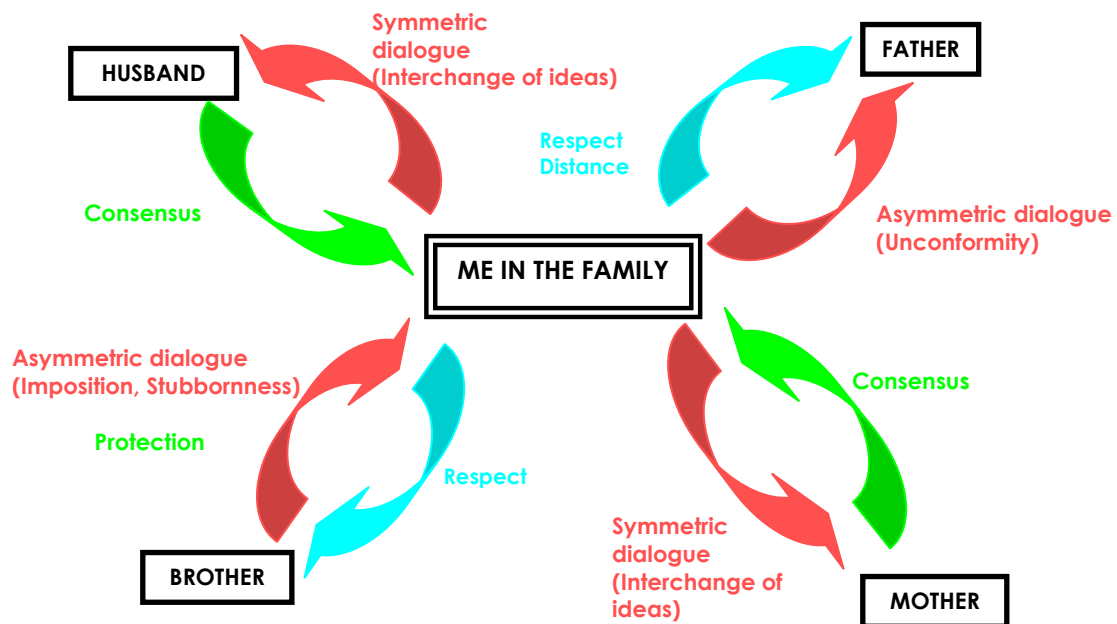 Symmetric
dialogue
(Interchange of ideas)
HUSBAND
FATHER
Respect
Distance
Consensus
Asymmetric dialogue
(Unconformity)
ME IN THE FAMILY
Asymmetric dialogue
(Imposition, Stubbornness)
Consensus
Protection
Respect
Symmetric
dialogue
(Interchange of
ideas)
BROTHER
MOTHER